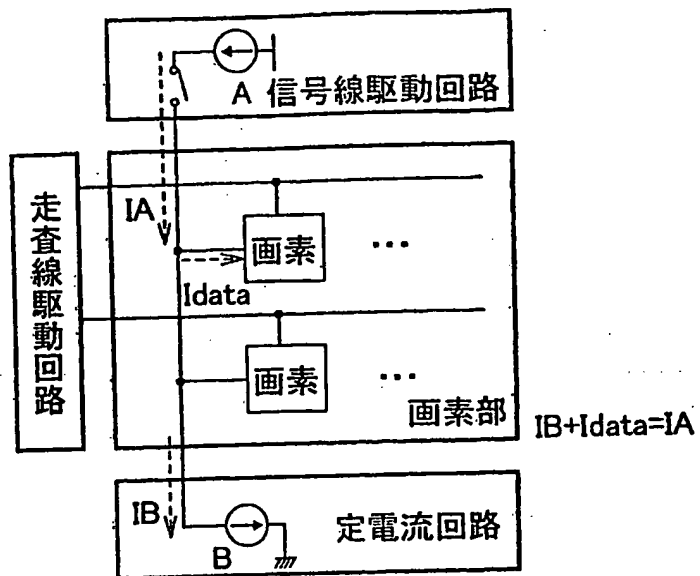 A 信号線駆動回路
走査線駆動回路
IA
画素
...
Idata
画素
...
画素部
IB+Idata=IA
IB
B
定電流回路